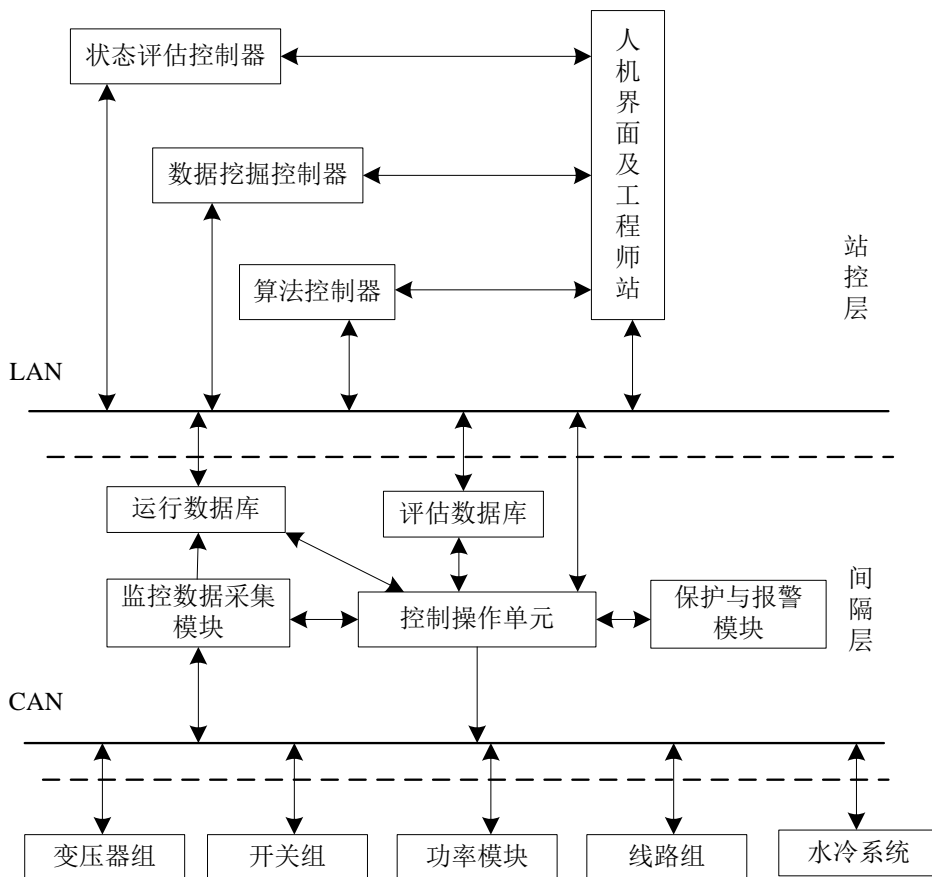 状态评估控制器
人机界面及工程师站
数据挖掘控制器
算法控制器
站控层
LAN
运行数据库
评估数据库
监控数据采集
模块
控制操作单元
保护与报警
模块
间隔层
CAN
变压器组
开关组
功率模块
线路组
水冷系统